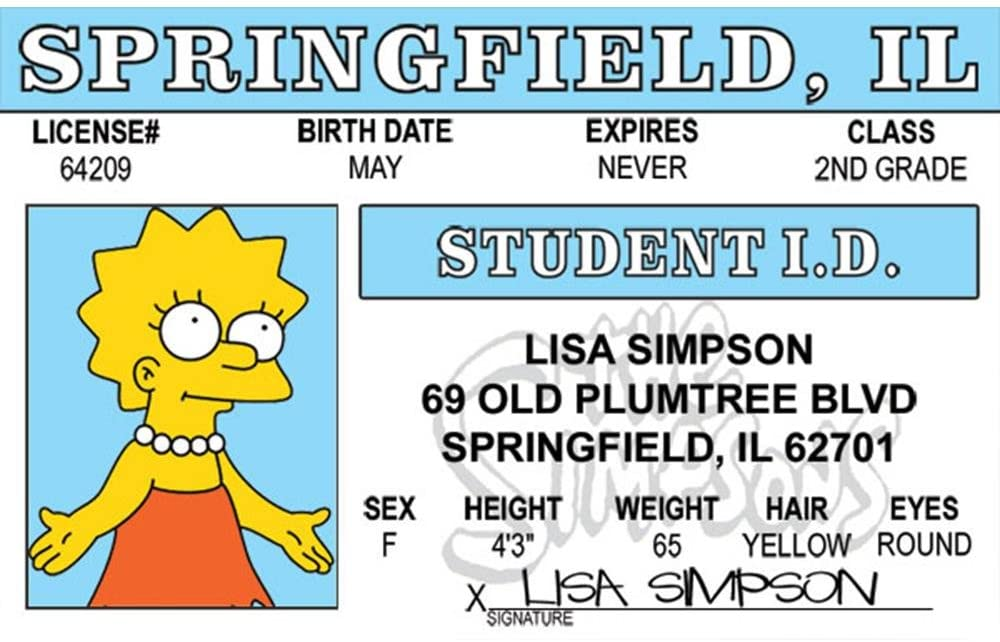 SPRINGFIELD, IL
LICENSE# BIRTH DATE EXPIRES CLASS
64209 MAY NEVER 2ND GRADE
STUDENT I.D.
THE SIMPSONS
LISA SIMPSON
69 OLD PLUMTREE BLVD
SPRINGFIELD, IL 62701
SEX HEIGHT WEIGHT HAIR EYES
F 4'3" 65 YELLOW ROUND
X LISA SIMPSON
SIGNATURE